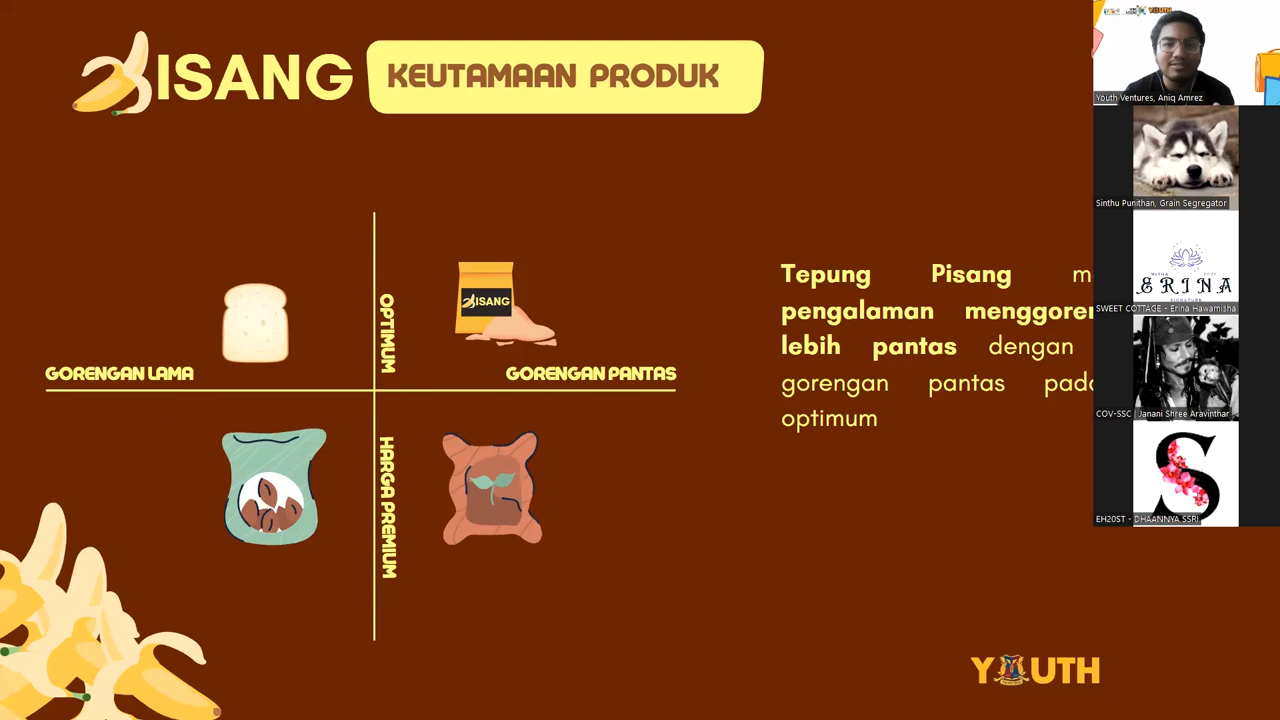 ISANG
KEUTAMAAN PRODUK
OPTIMUM
ISANG
GORENGAN LAMA
GORENGAN PANTAS
HARGA PREMIUM
Tepung Pisang
pengalaman
lebih pantas dengan
gorengan pantas
optimum
YOUTH
YOUTH
Youth Ventures, Aniq Amrez
Sinthu Punithan, Grain Segregator
ERINA
SIGNATURE
SWEET COTTAGE - Erina Hawamisha
COV-SSC | Janani Shree Aravinthar
S
EH20ST - DHAANNYA SSRI